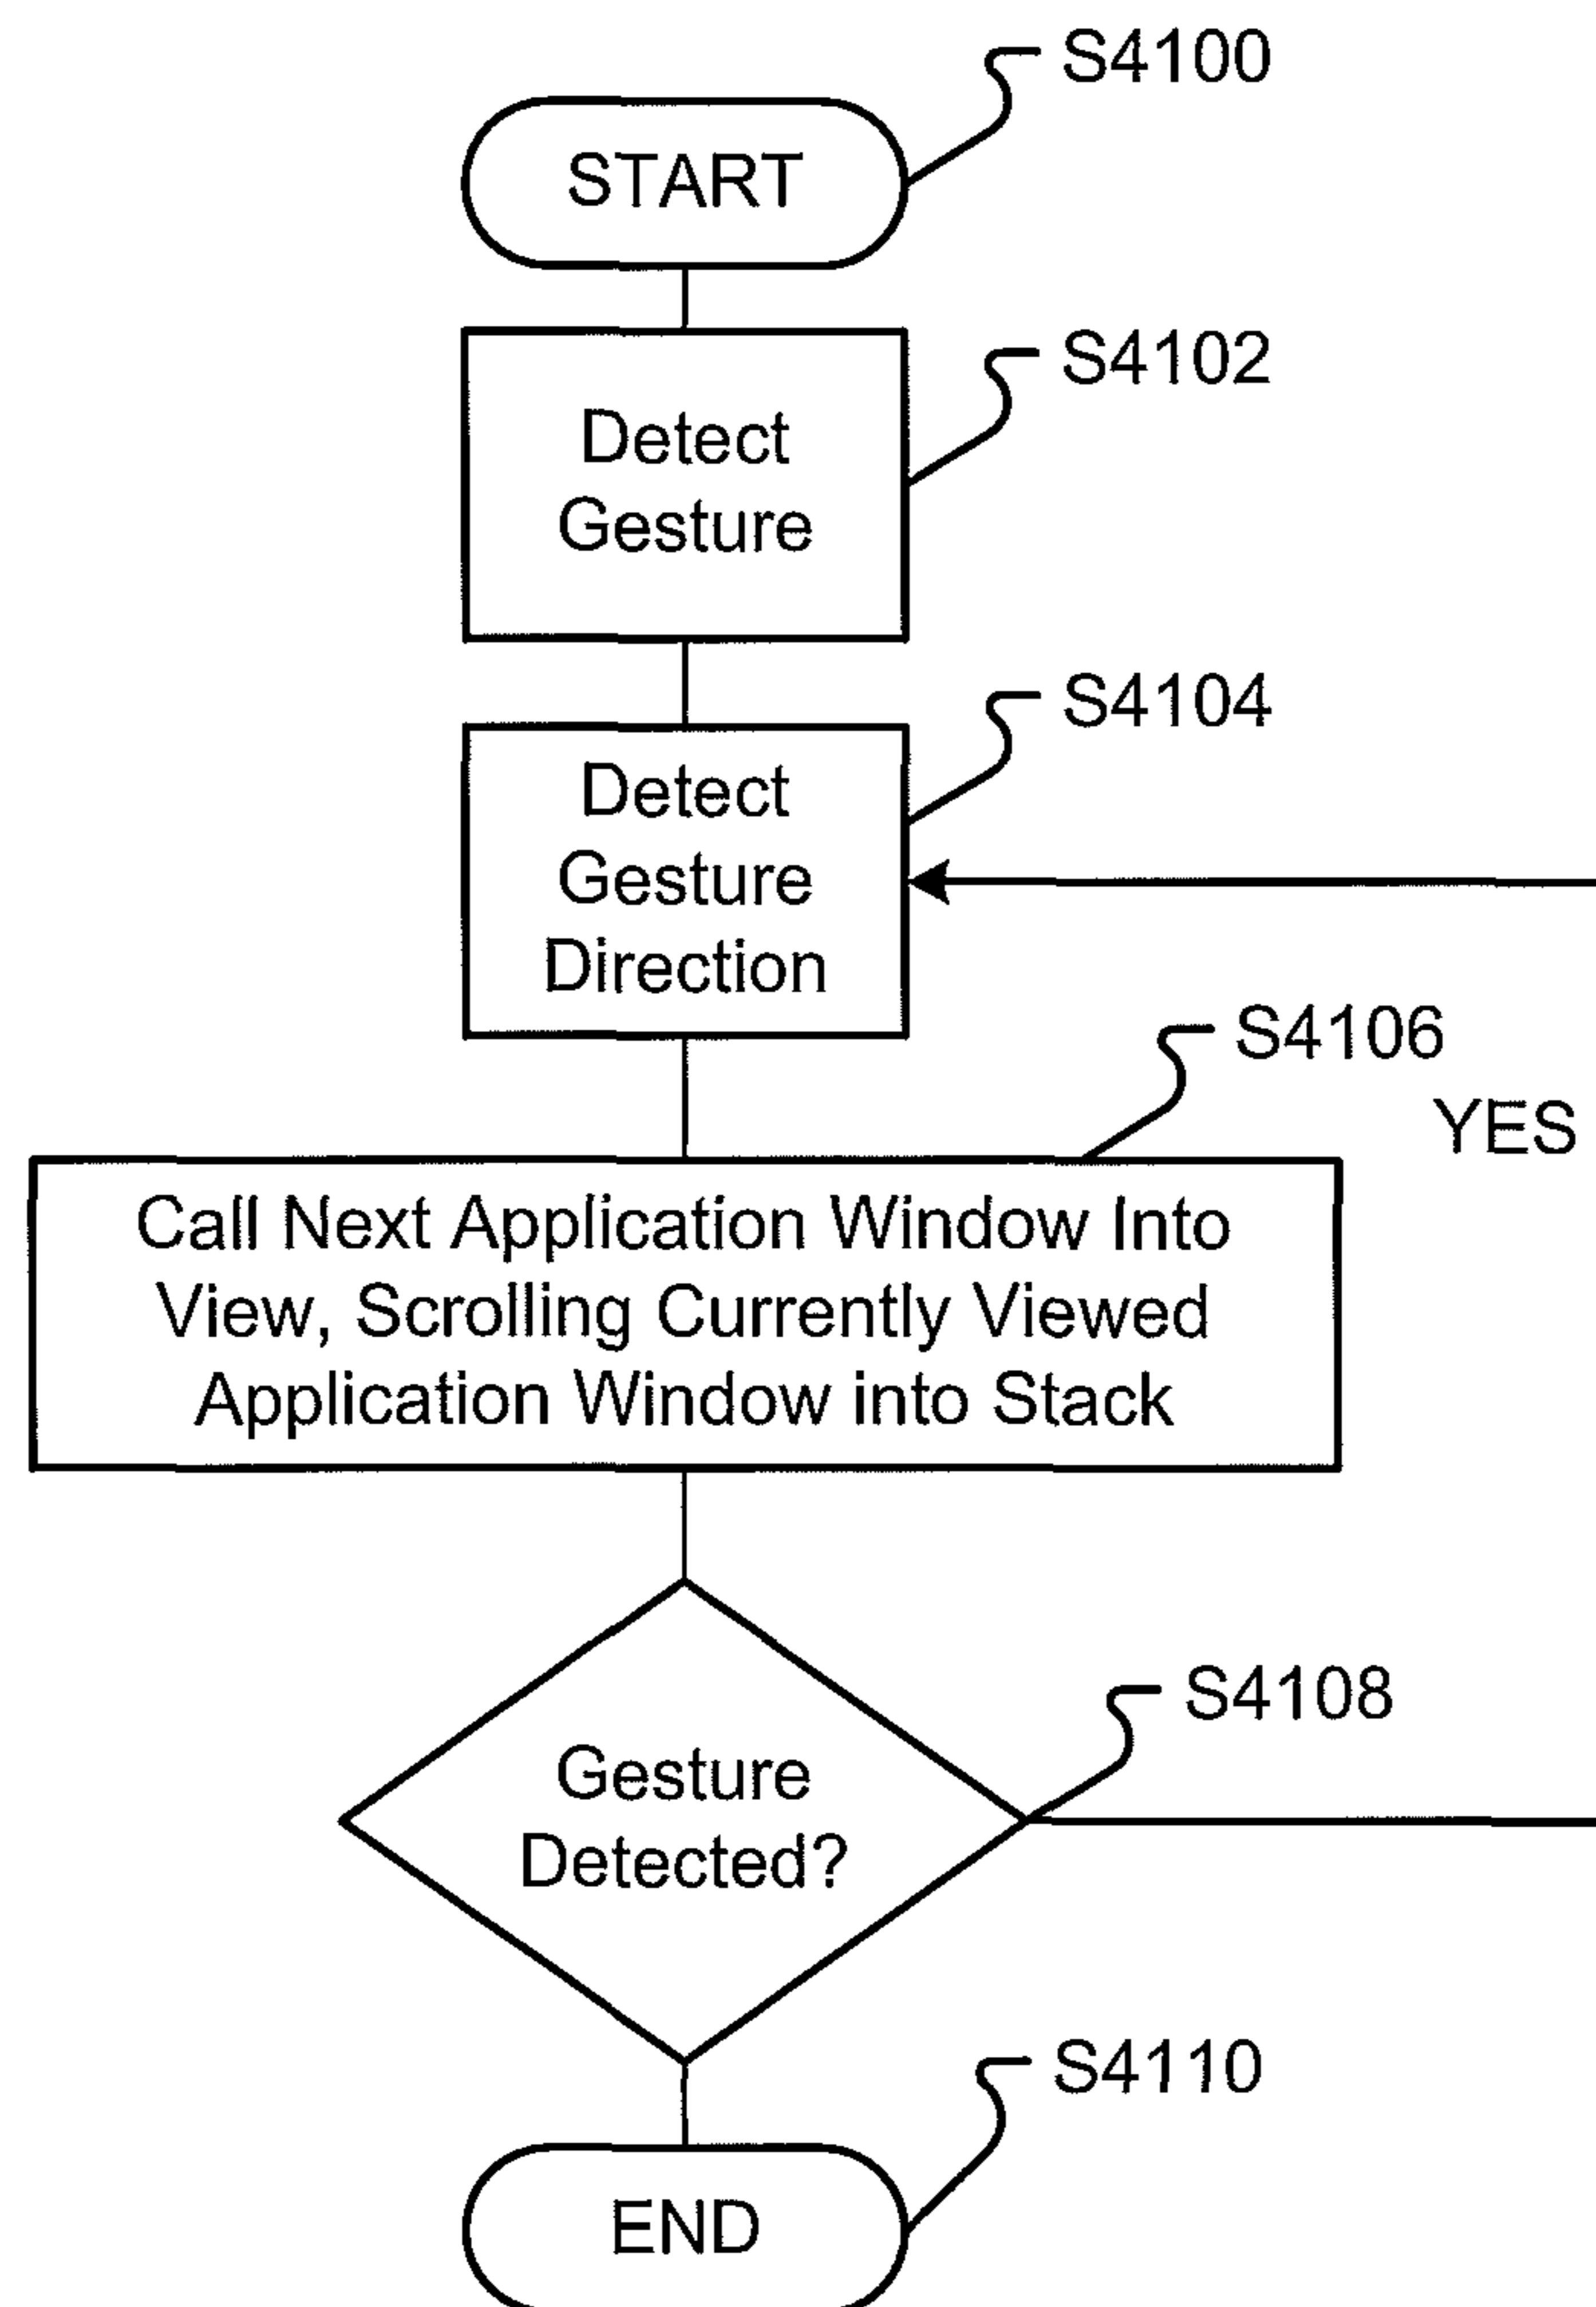 S4100
START
S4102
Detect
Gesture
S4104
Detect
Gesture
Direction
S4106
YES
Call Next Application Window Into
View, Scrolling Currently Viewed
Application Window into Stack
S4108
Gesture
Detected?
S4110
END